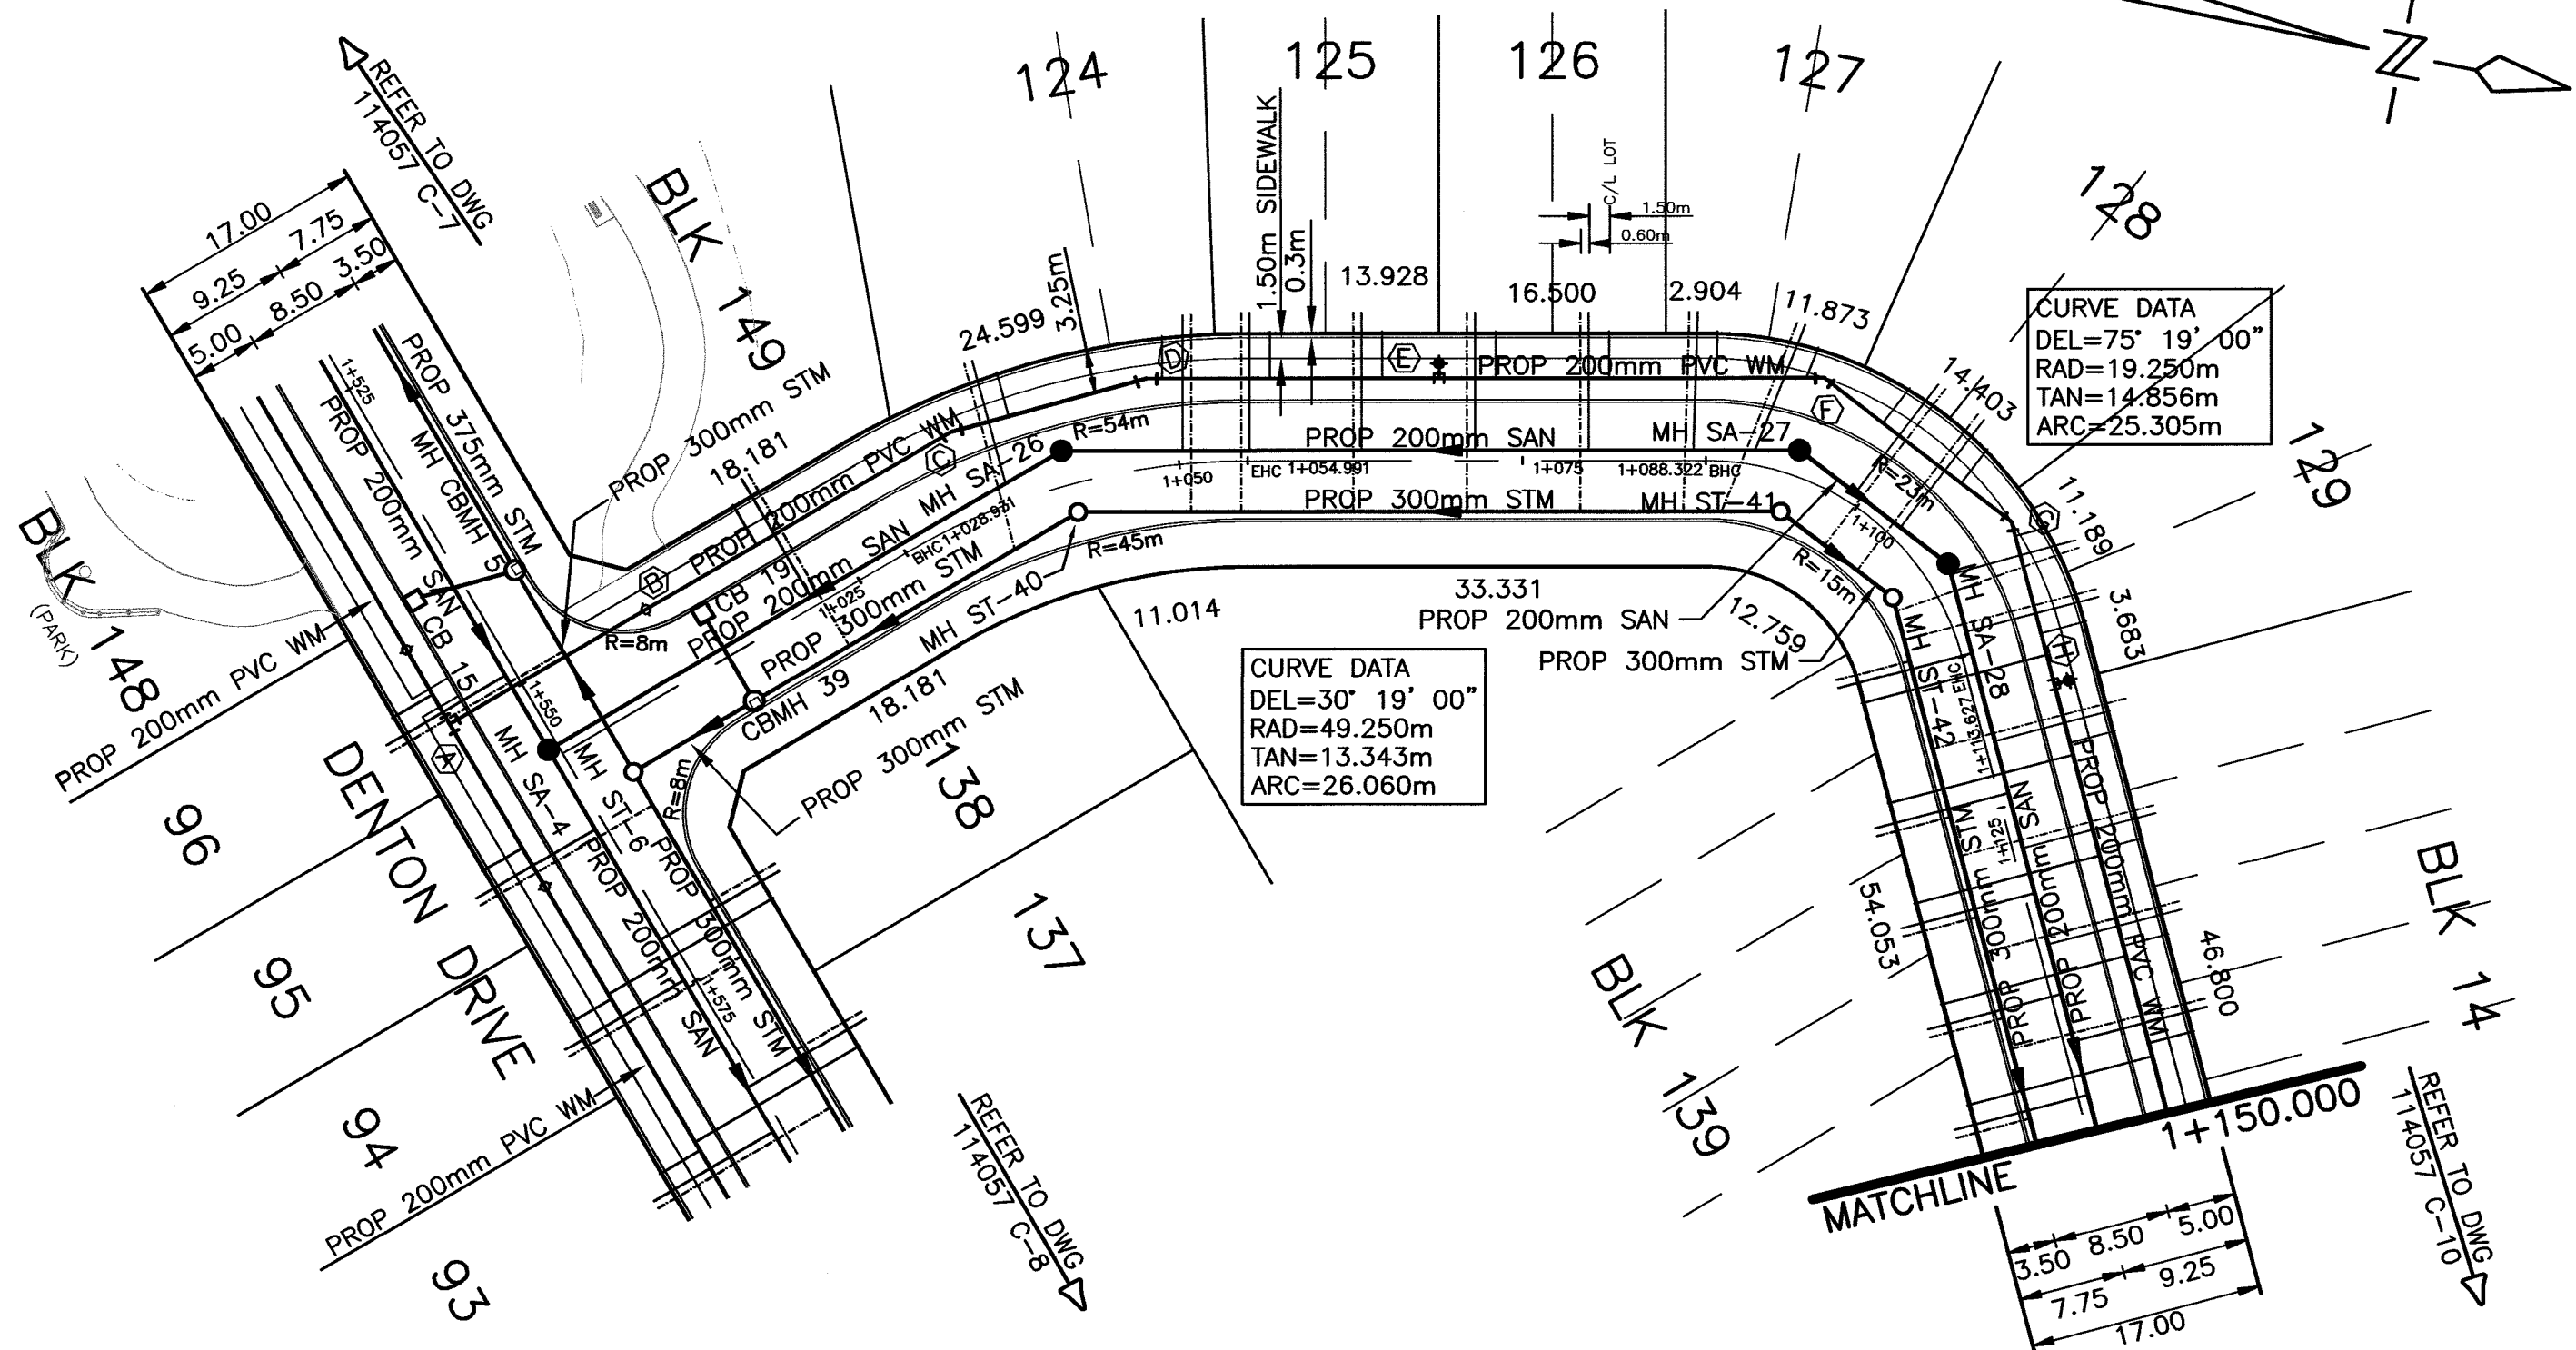 REFER TO DWG
114057 C-7
17.00
9.25
7.75
5.00
8.50
3.50
BLK 149
124
125
126
127
128
129
1.50m SIDEWALK
0.3m
C/L LOT
1.50m
0.60m
13.928
16.500
2.904
11.873
24.599
3.25m
14.403
11.189
3.683
CURVE DATA
DEL=75° 19' 00"
RAD=19.250m
TAN=14.856m
ARC=25.305m
PROP 300mm STM
18.181
PROP 375mm STM
MH CBMH 5
1+525
PROP 200mm SAN
BLK 148
(PARK)
PROP 200mm PVC WM
CB 15
A
B
C
D
E
F
G
H
PROP 200mm PVC WM
PROP 200mm PVC WM
R=54m
MH SA-26
PROP 200mm SAN
MH SA-27
1+050
EHC 1+054.991
1+075
1+088.322 BHC
PROP 300mm STM
MH ST-41
R=23m
1+100
R=15m
CB 19
PROP 200mm SAN
BHC 1+028.931
1+025
PROP 300mm STM
R=45m
MH ST-40
R=8m
CBMH 39
18.181
PROP 300mm STM
R=8m
11.014
33.331
PROP 200mm SAN
12.759
PROP 300mm STM
CURVE DATA
DEL=30° 19' 00"
RAD=49.250m
TAN=13.343m
ARC=26.060m
1+550
MH SA-4
MH ST-6
PROP 200mm SAN
PROP 300mm STM
1+575
DENTON DRIVE
96
95
94
93
PROP 200mm PVC WM
138
137
REFER TO DWG
114057 C-8
MH SA-28
MH ST-42
1+113.627 EHC
1+125
PROP 300mm STM
PROP 200mm SAN
PROP 200mm PVC WM
54.053
46.800
BLK 139
BLK 14
MATCHLINE
1+150.000
3.50
8.50
5.00
7.75
9.25
17.00
REFER TO DWG
114057 C-10